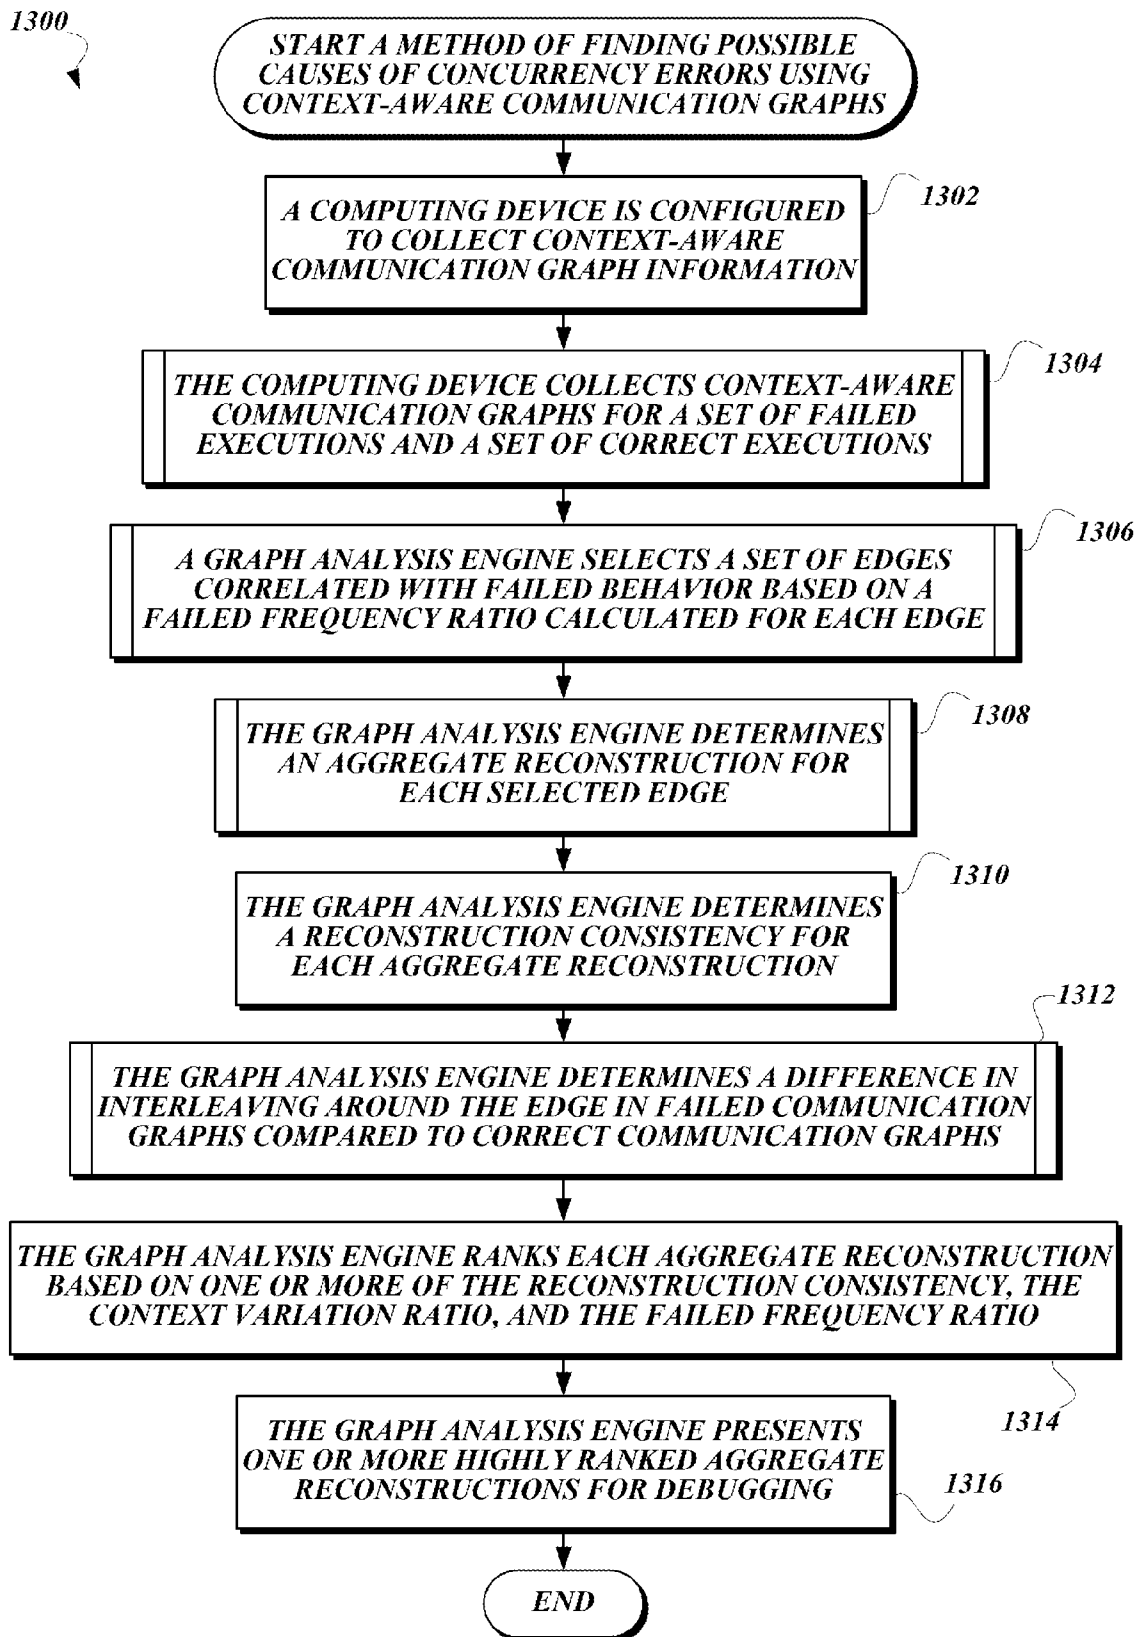 1300
START A METHOD OF FINDING POSSIBLE
CAUSES OF CONCURRENCY ERRORS USING
CONTEXT-AWARE COMMUNICATION GRAPHS
1302
A COMPUTING DEVICE IS CONFIGURED
TO COLLECT CONTEXT-AWARE
COMMUNICATION GRAPH INFORMATION
1304
THE COMPUTING DEVICE COLLECTS CONTEXT-AWARE
COMMUNICATION GRAPHS FOR A SET OF FAILED
EXECUTIONS AND A SET OF CORRECT EXECUTIONS
1306
A GRAPH ANALYSIS ENGINE SELECTS A SET OF EDGES
CORRELATED WITH FAILED BEHAVIOR BASED ON A
FAILED FREQUENCY RATIO CALCULATED FOR EACH EDGE
1308
THE GRAPH ANALYSIS ENGINE DETERMINES
AN AGGREGATE RECONSTRUCTION FOR
EACH SELECTED EDGE
1310
THE GRAPH ANALYSIS ENGINE DETERMINES
A RECONSTRUCTION CONSISTENCY FOR
EACH AGGREGATE RECONSTRUCTION
1312
THE GRAPH ANALYSIS ENGINE DETERMINES A DIFFERENCE IN
INTERLEAVING AROUND THE EDGE IN FAILED COMMUNICATION
GRAPHS COMPARED TO CORRECT COMMUNICATION GRAPHS
THE GRAPH ANALYSIS ENGINE RANKS EACH AGGREGATE RECONSTRUCTION
BASED ON ONE OR MORE OF THE RECONSTRUCTION CONSISTENCY, THE
CONTEXT VARIATION RATIO, AND THE FAILED FREQUENCY RATIO
1314
THE GRAPH ANALYSIS ENGINE PRESENTS
ONE OR MORE HIGHLY RANKED AGGREGATE
RECONSTRUCTIONS FOR DEBUGGING
1316
END